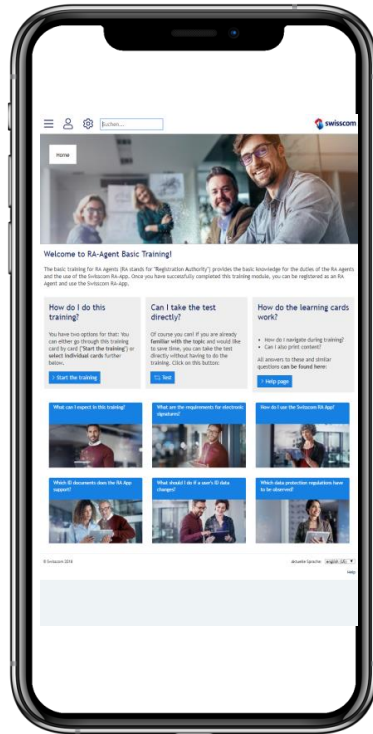 Suchen...
swisscom
Home
Welcome to RA-Agent Basic Training!
The basic training for RA Agents (RA stands for "Registration Authority") provides the basic knowledge for the duties of the RA Agents
and the use of the Swisscom RA-App. Once you have successfully completed this training module, you can be registered as an RA
Agent and use the Swisscom RA-App.
How do I do this
training?
You have two options for that: You
can either go through this training
card by card ("Start the training") or
select individual cards further
below.
> Start the training
Can I take the test
directly?
Of course you can! If you are already
familiar with the topic and would like
to save time, you can take the test
directly without having to do the
training. Click on this button:
Test
How do the learning cards
work?
• How do I navigate during training?
• Can I also print content?
All answers to these and similar
questions can be found here:
> Help page
What can I expect in this training?
What are the requirements for electronic
signatures?
How do I use the Swisscom RA App?
Which ID documents does the RA App
support?
What should I do if a user's ID data
changes?
Which data protection regulations have
to be observed?
© Swisscom 2018
Aktuelle Sprache: english (US)
Help